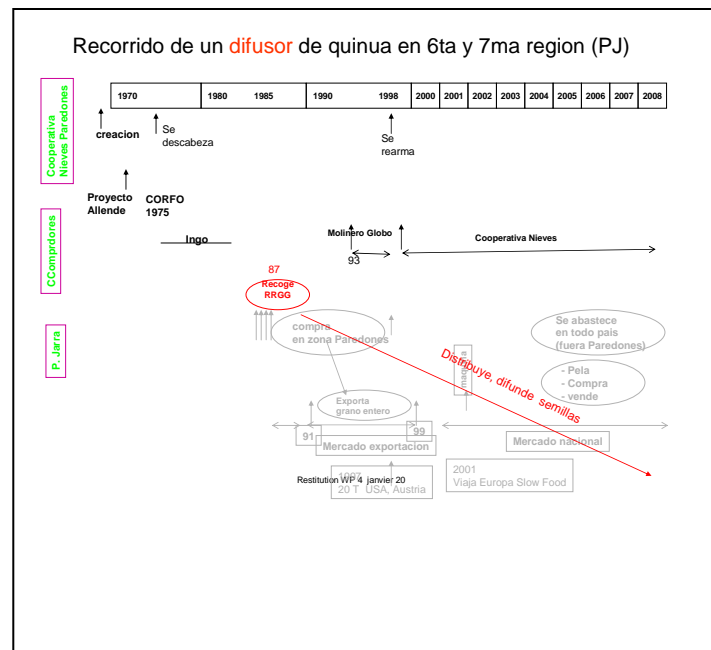 Recorrido de un difusor de quinua en 6ta y 7ma region (PJ)
Cooperativa
Nieves Paredones
1970 1980 1985 1990 1998 2000 2001 2002 2003 2004 2005 2006 2007 2008
creacion
Se
descabeza
Se
rearma
Proyecto
Allende
CORFO
1975
CComprdores
Ingo
Molinero Globo
93
Cooperativa Nieves
87
Recoge
RRGG
P. Jarra
compra
en zona Paredones
Se abastece
en todo pais
(fuera Paredones)
maquina
Distribuye, difunde semillas
- Pela
- Compra
- vende
Exporta
grano entero
91
99
Mercado exportacion
Mercado nacional
1997
20 T USA, Austria
Restitution WP 4 janvier 20
2001
Viaja Europa Slow Food